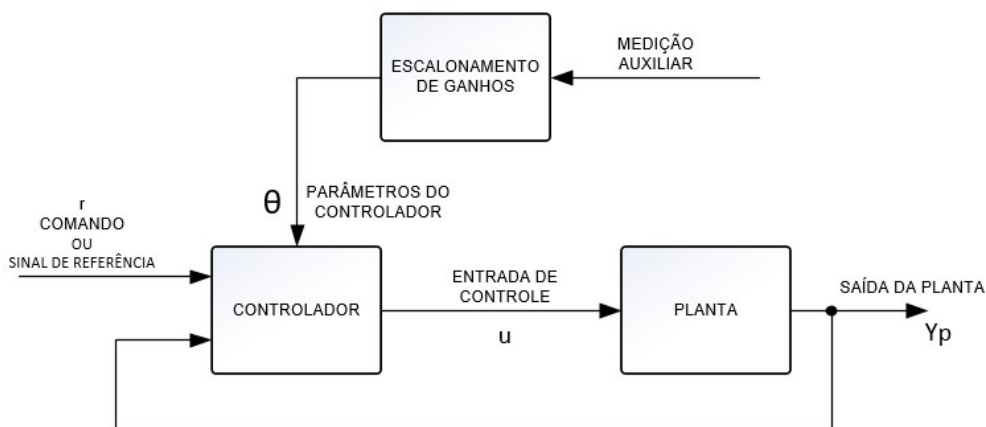 ESCALONAMENTO
DE GANHOS
MEDIÇÃO
AUXILIAR
θ
PARÂMETROS DO
CONTROLADOR
r
COMANDO
OU
SINAL DE REFERÊNCIA
CONTROLADOR
ENTRADA DE
CONTROLE
u
PLANTA
SAÍDA DA PLANTA
Yp